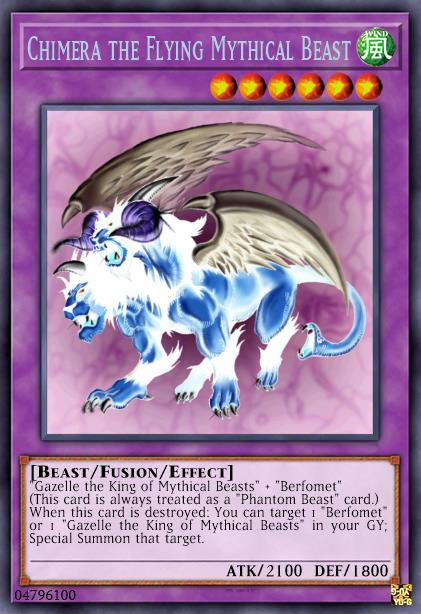 Chimera the Flying Mythical Beast
WIND
風
[Beast/Fusion/Effect]
"Gazelle the King of Mythical Beasts" + "Berfomet"
(This card is always treated as a "Phantom Beast" card.)
When this card is destroyed: You can target 1 "Berfomet"
or 1 "Gazelle the King of Mythical Beasts" in your GY;
Special Summon that target.
ATK/2100 DEF/1800
04796100